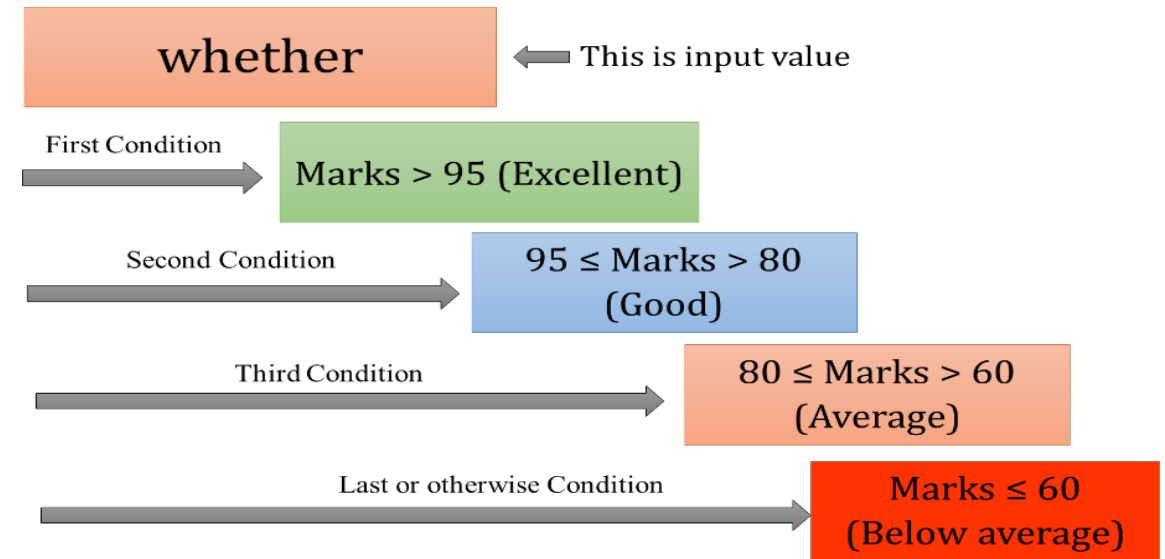 whether
This is input value
First Condition
Marks > 95 (Excellent)
Second Condition
95 ≤ Marks > 80
(Good)
Third Condition
80 ≤ Marks > 60
(Average)
Last or otherwise Condition
Marks ≤ 60
(Below average)